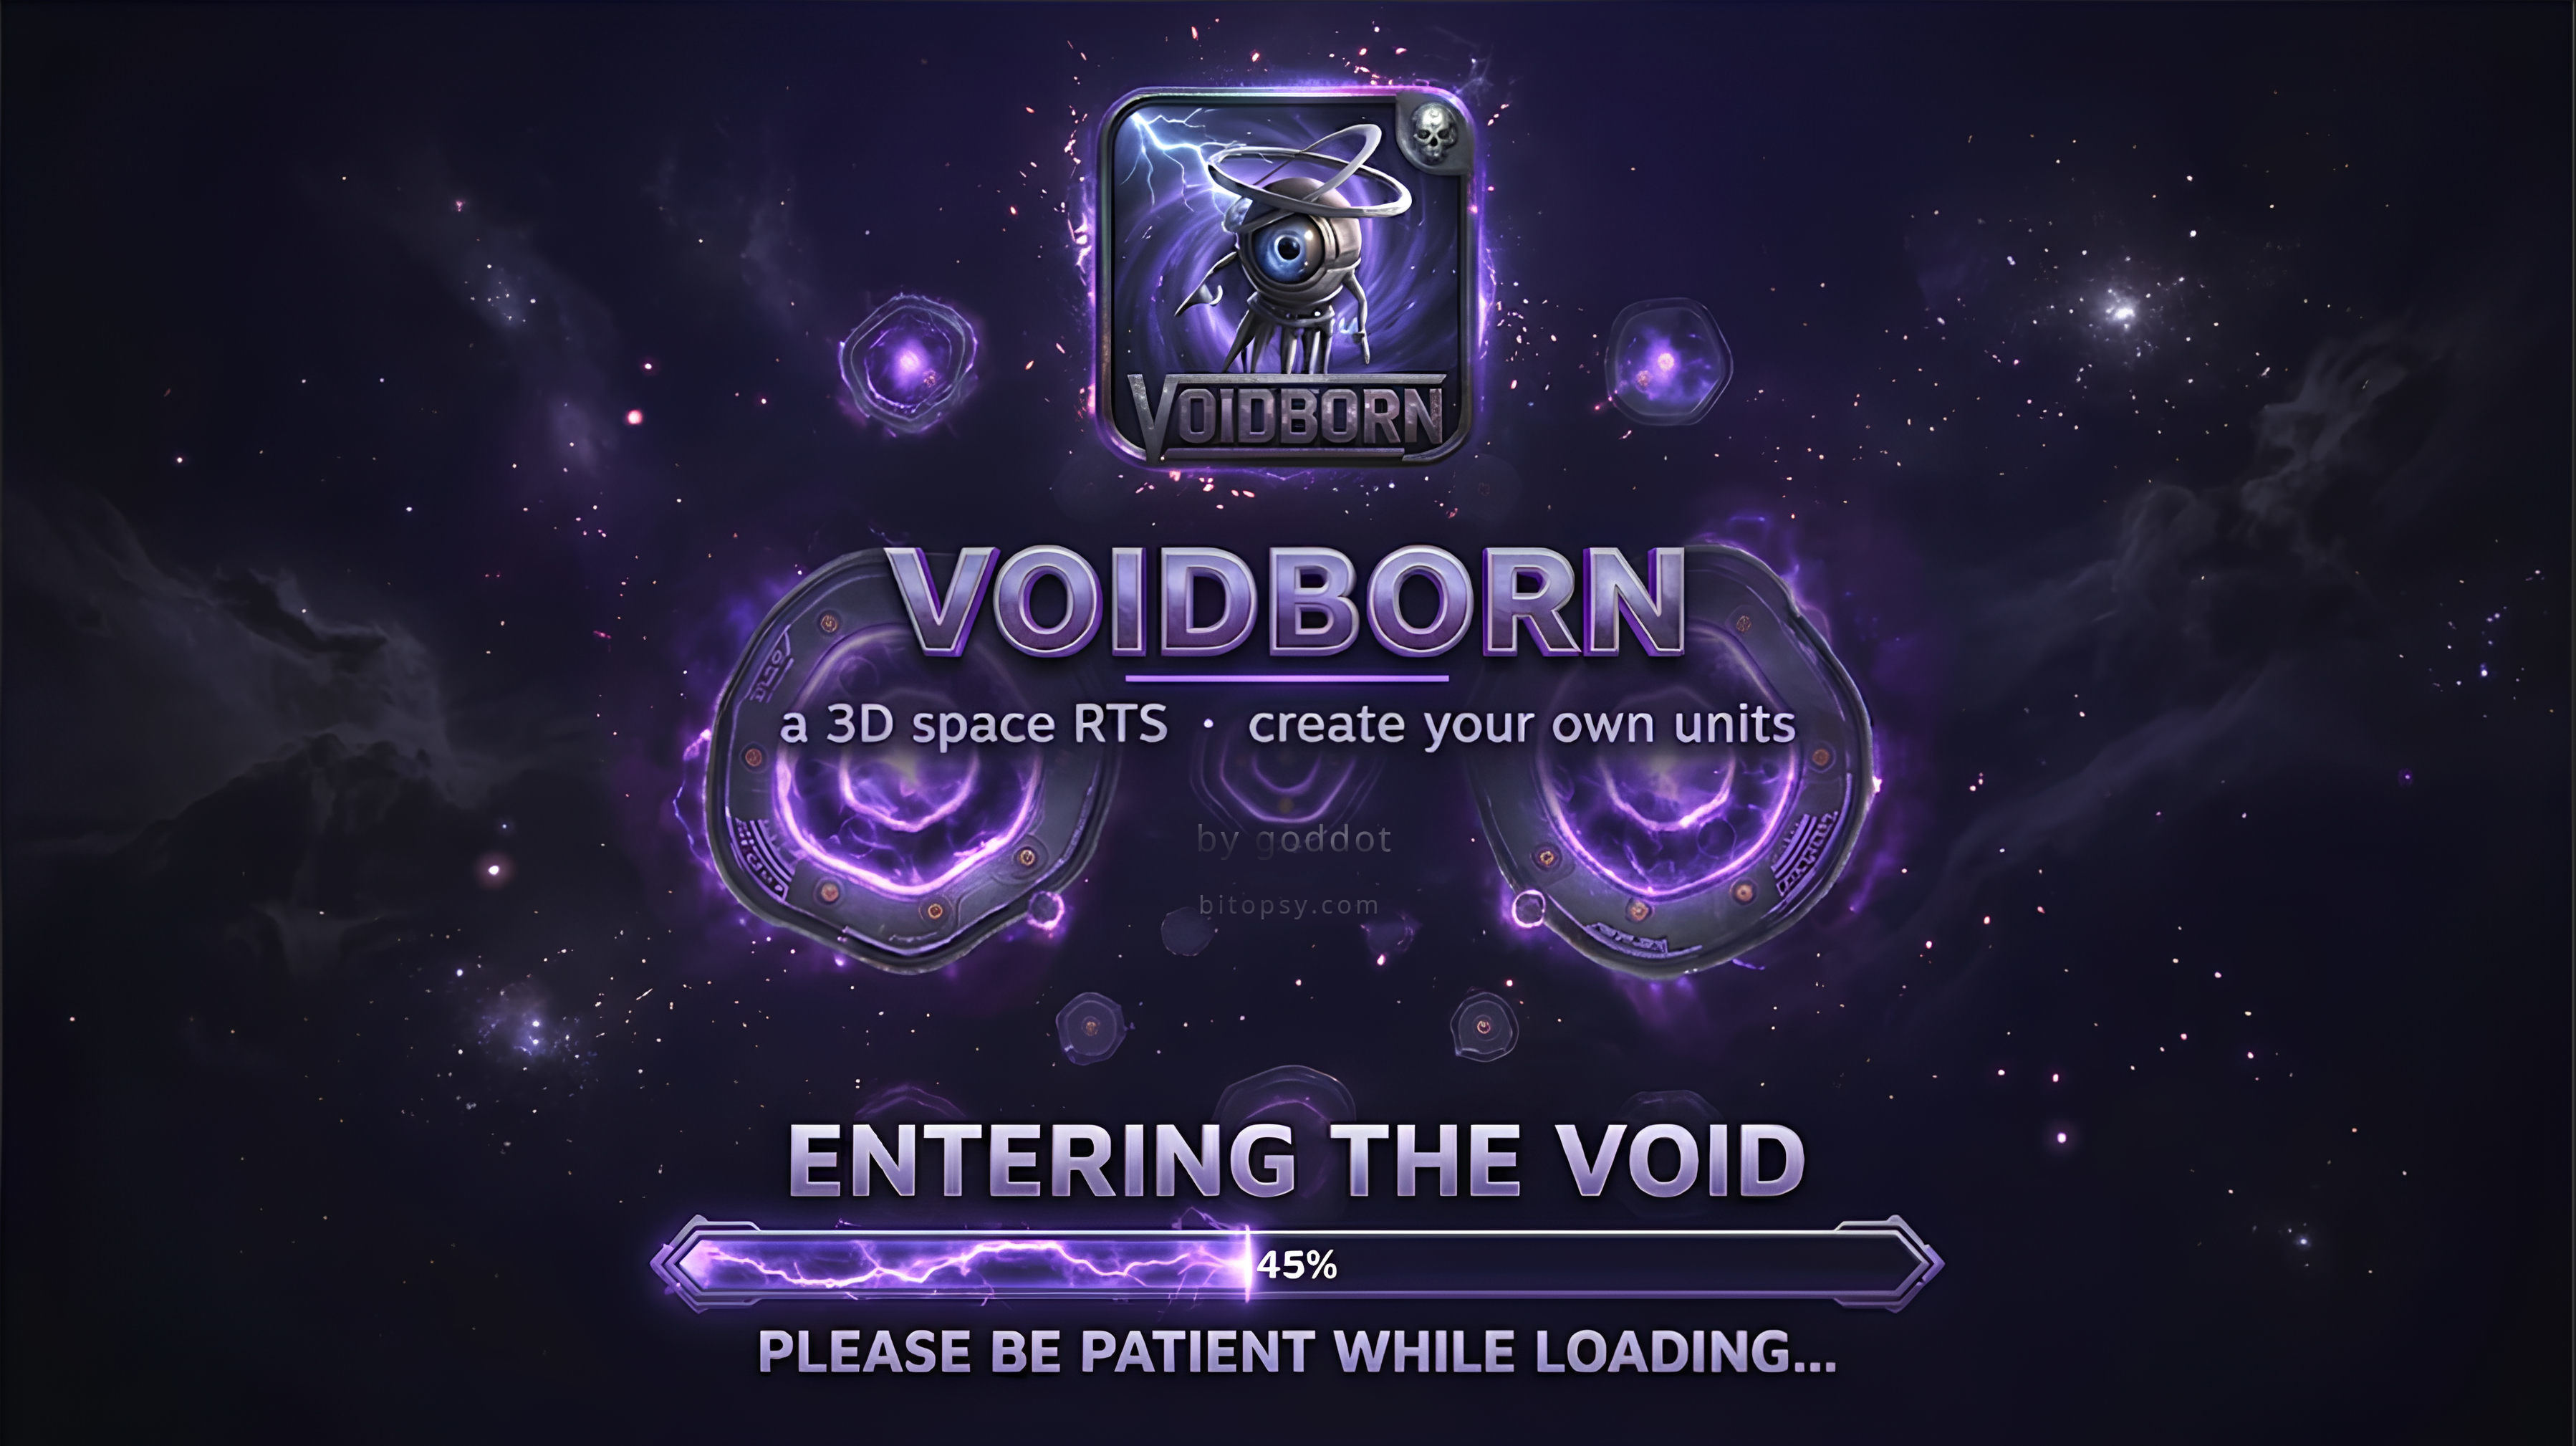 VOIDBORN
VOIDBORN
a 3D space RTS · create your own units
by goddot
bitopsy.com
ENTERING THE VOID
45%
PLEASE BE PATIENT WHILE LOADING...